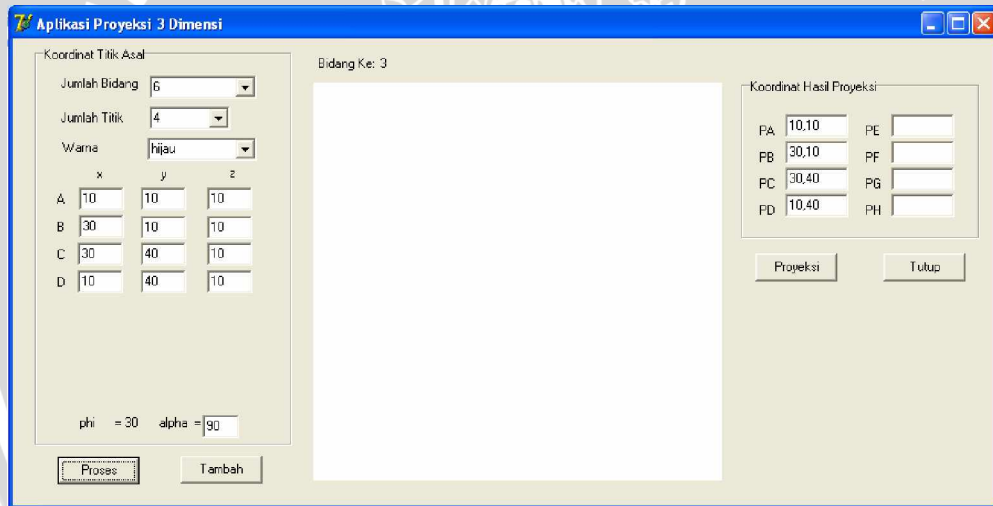 Aplikasi Proyeksi 3 Dimensi
Koordinat Titik Asal
Jumlah Bidang 6
Jumlah Titik 4
Warna hijau
x y z
A 10 10 10
B 30 10 10
C 30 40 10
D 10 40 10
phi = 30 alpha = 90
Proses Tambah
Bidang Ke: 3
Koordinat Hasil Proyeksi
PA 10,10 PE
PB 30,10 PF
PC 30,40 PG
PD 10,40 PH
Proyeksi Tutup